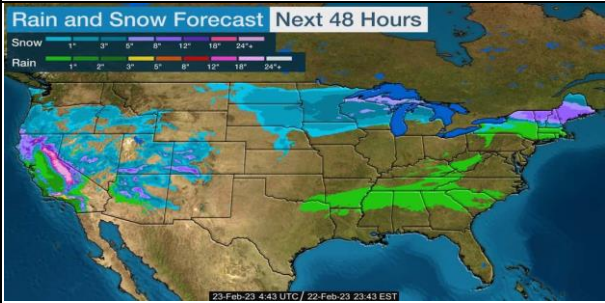 Rain and Snow Forecast Next 48 Hours
Snow
1" 3" 5" 8" 12" 18" 24"+
Rain
1" 2" 3" 5" 8" 12" 18" 24"+
23-Feb-23 4:43 UTC / 22-Feb-23 23:43 EST